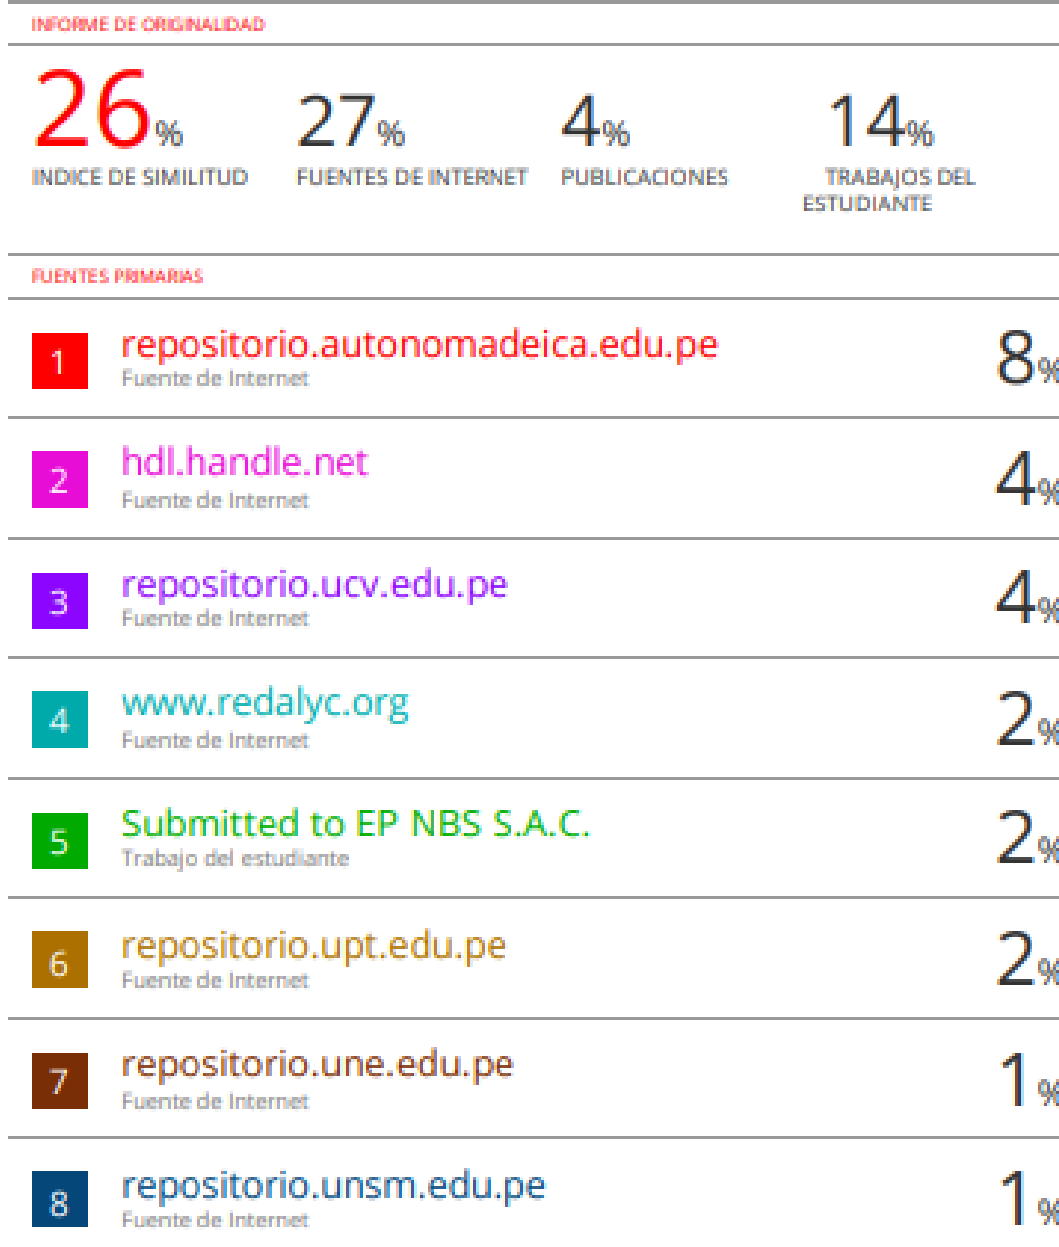 INFORME DE ORIGINALIDAD
26% 27% 4% 14%
INDICE DE SIMILITUD FUENTES DE INTERNET PUBLICACIONES TRABAJOS DEL
ESTUDIANTE
FUENTES PRIMARIAS
1 repositorio.autonomadeica.edu.pe 8%
Fuente de Internet
2 hdl.handle.net 4%
Fuente de Internet
3 repositorio.ucv.edu.pe 4%
Fuente de Internet
4 www.redalyc.org 2%
Fuente de Internet
5 Submitted to EP NBS S.A.C. 2%
Trabajo del estudiante
6 repositorio.upt.edu.pe 2%
Fuente de Internet
7 repositorio.une.edu.pe 1%
Fuente de Internet
8 repositorio.unsm.edu.pe 1%
Fuente de Internet